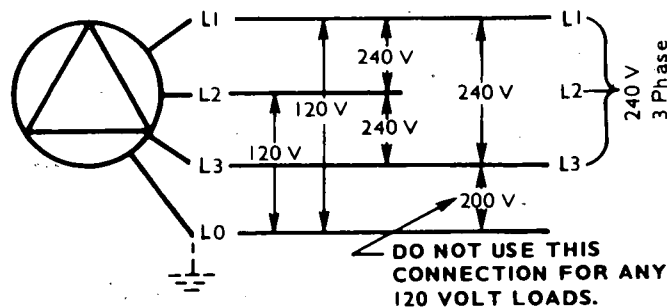 L1
240 V
L1
L2
120 V
240 V
L2
240 V
3 Phase
240 V
120 V
L3
L3
200 V
L0
DO NOT USE THIS
CONNECTION FOR ANY
120 VOLT LOADS.